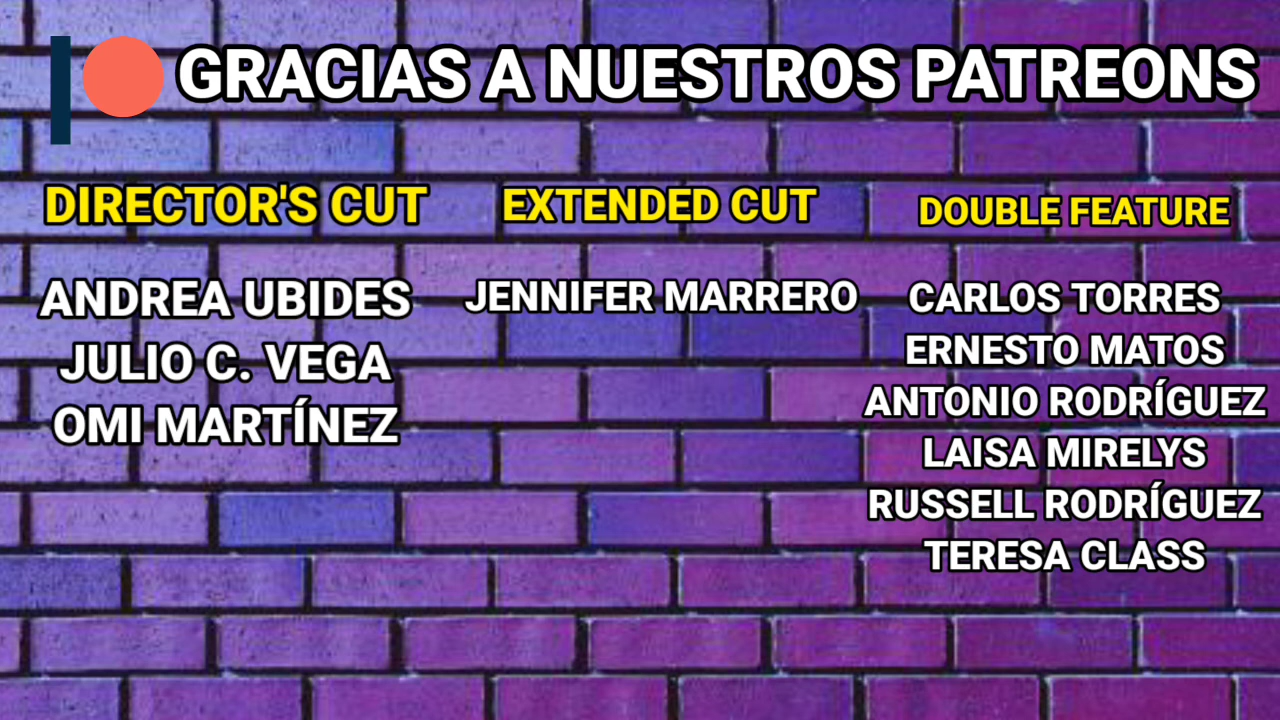 GRACIAS A NUESTROS PATREONS
DIRECTOR'S CUT
ANDREA UBIDES
JULIO C. VEGA
OMI MARTÍNEZ
EXTENDED CUT
JENNIFER MARRERO
DOUBLE FEATURE
CARLOS TORRES
ERNESTO MATOS
ANTONIO RODRÍGUEZ
LAISA MIRELYS
RUSSELL RODRÍGUEZ
TERESA CLASS